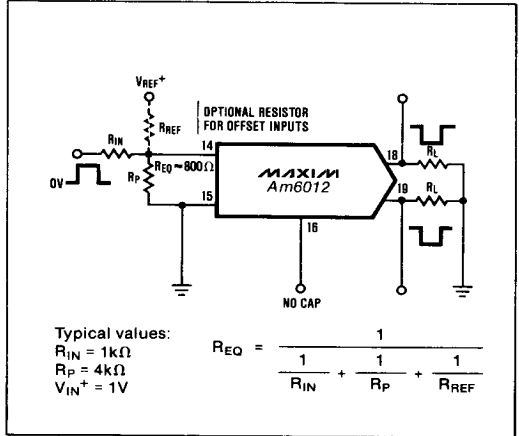 VREF+
OPTIONAL RESISTOR
FOR OFFSET INPUTS
RREF
RIN
14
REQ ≈ 800Ω
0V
RP
15
MAXIM
Am6012
16
NO CAP
18
RL
19
RL
Typical values:
RIN = 1kΩ
RP = 4kΩ
VIN+ = 1V
REQ = 1
1 + 1 + 1
RIN RP RREF